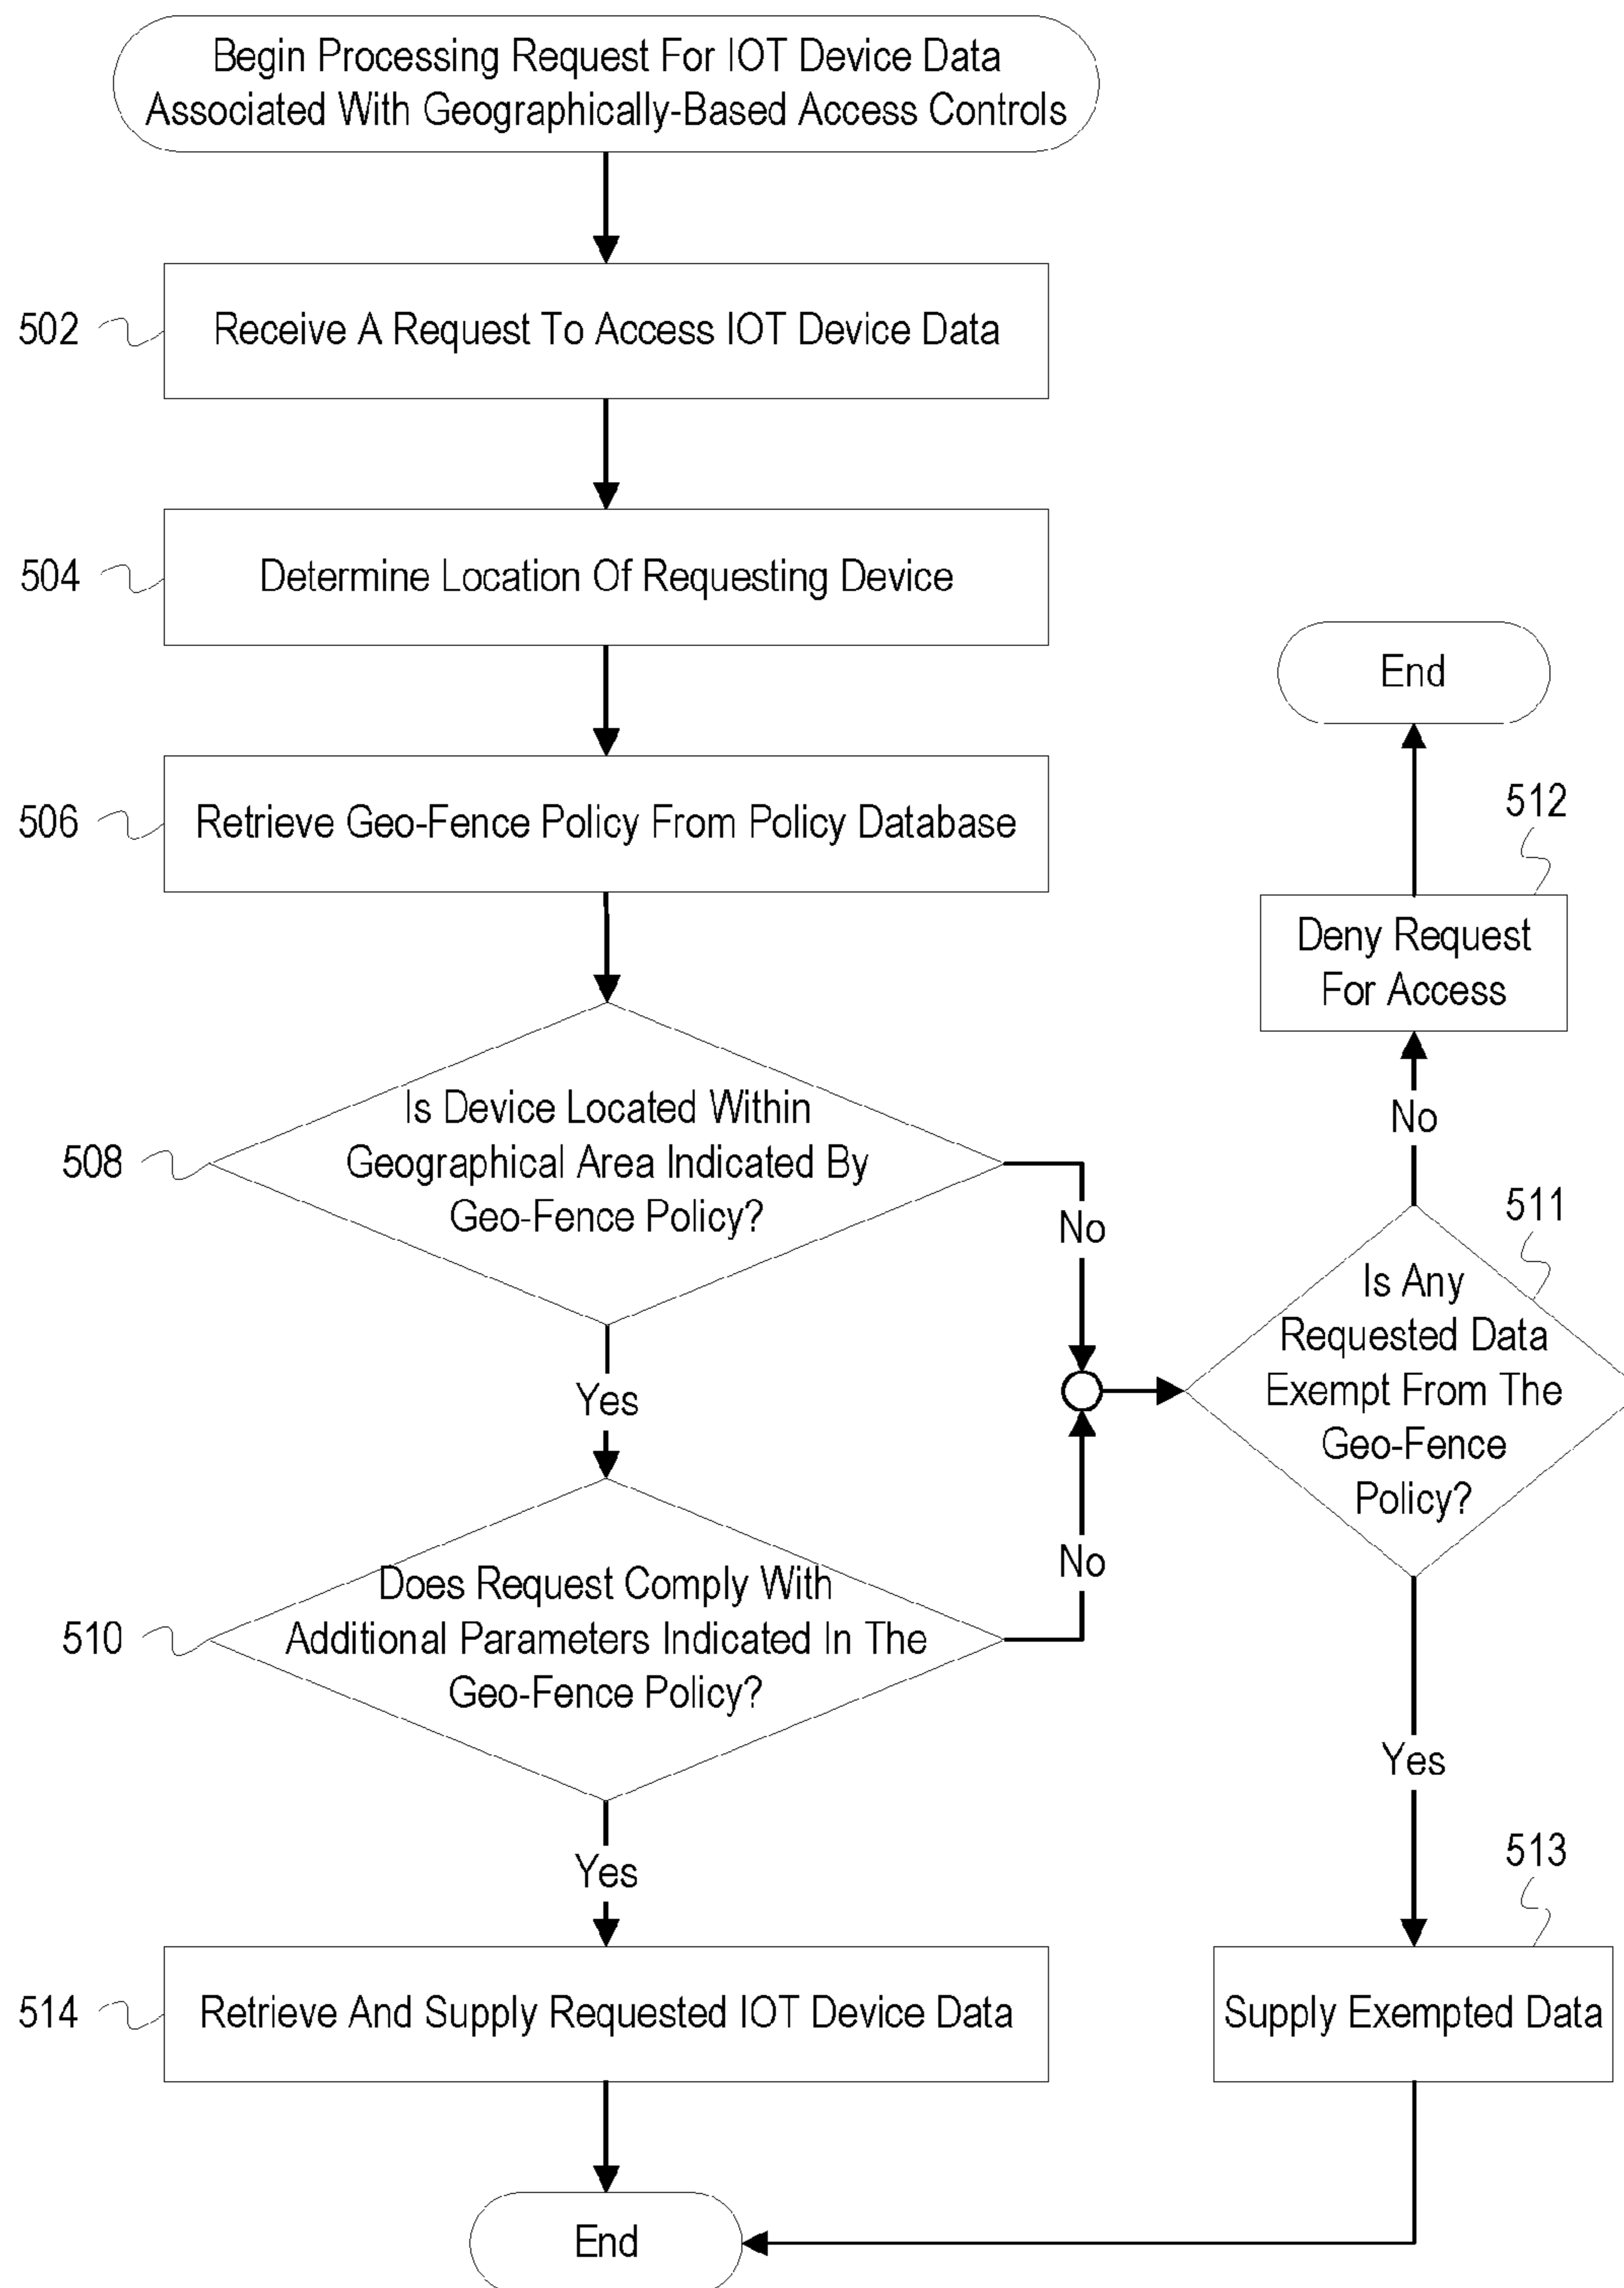 Begin Processing Request For IOT Device Data
Associated With Geographically-Based Access Controls
502
Receive A Request To Access IOT Device Data
504
Determine Location Of Requesting Device
End
506
Retrieve Geo-Fence Policy From Policy Database
512
Deny Request
For Access
No
508
Is Device Located Within
Geographical Area Indicated By
Geo-Fence Policy?
No
511
Is Any
Requested Data
Exempt From The
Geo-Fence
Policy?
Yes
510
Does Request Comply With
Additional Parameters Indicated In The
Geo-Fence Policy?
No
Yes
Yes
513
514
Retrieve And Supply Requested IOT Device Data
Supply Exempted Data
End